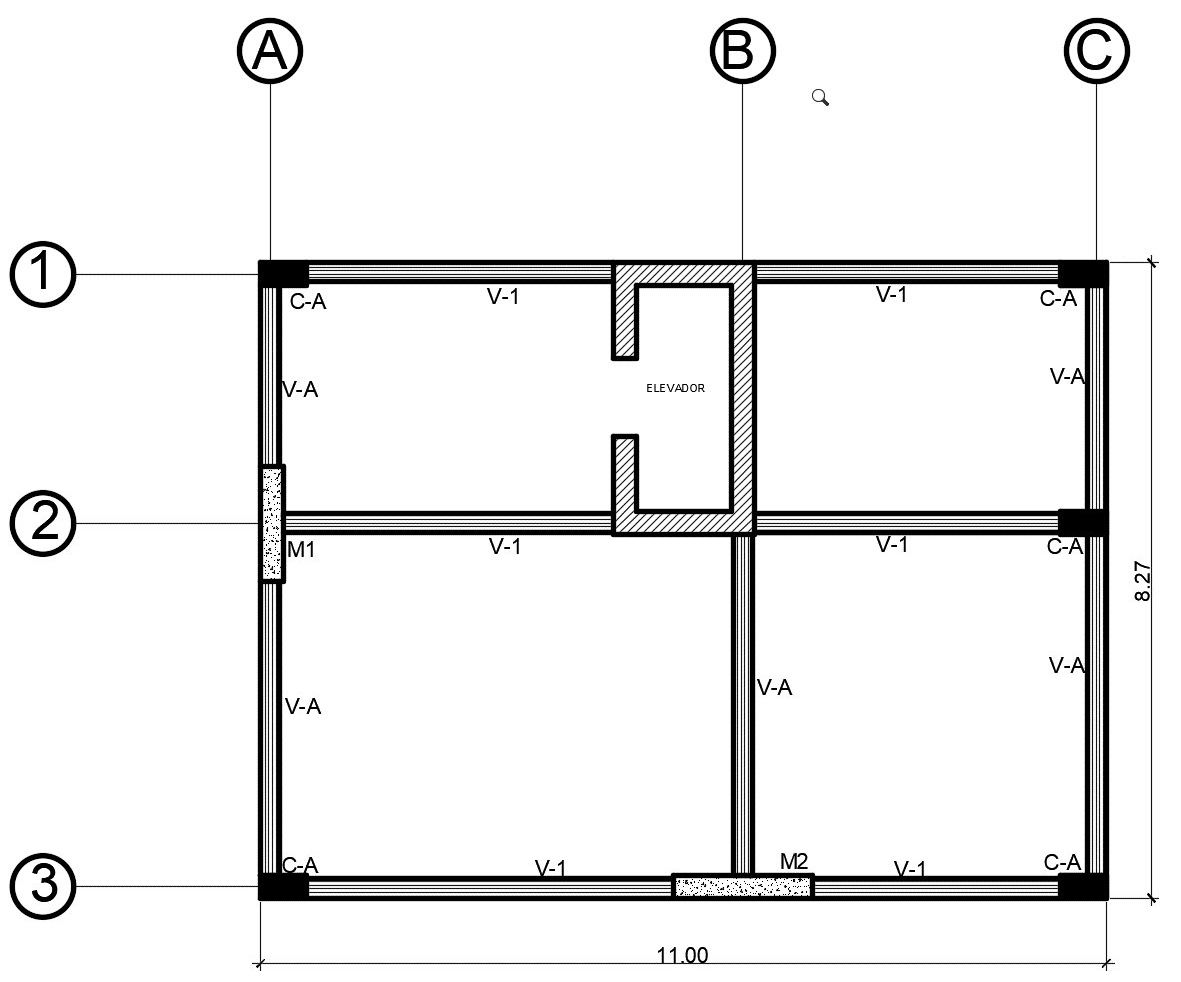 A
B
C
1
C-A
V-1
V-1
C-A
V-A
ELEVADOR
V-A
2
M1
V-1
V-1
C-A
8.27
V-A
V-A
V-A
3
C-A
V-1
M2
V-1
C-A
11.00